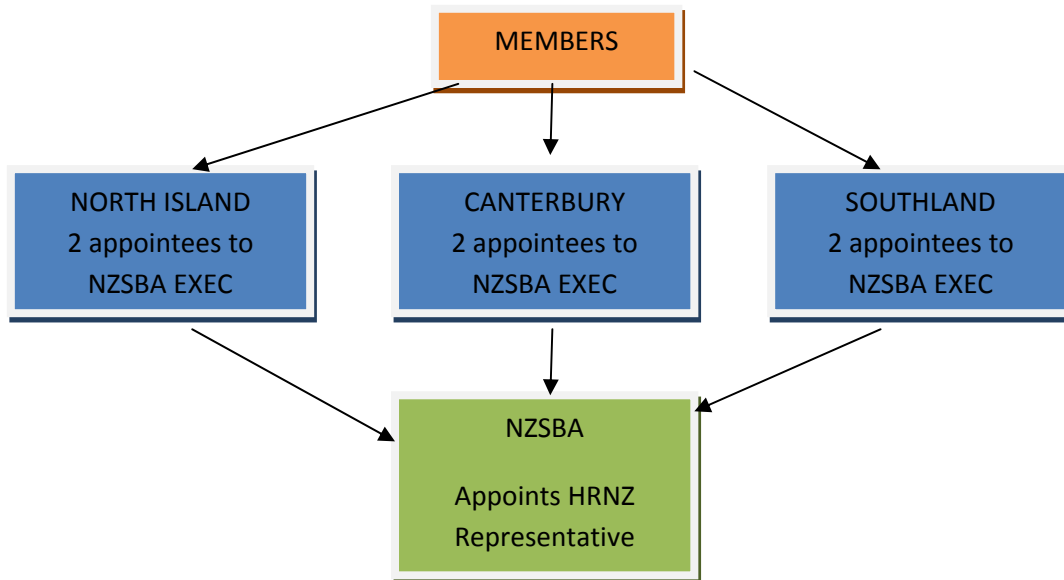 MEMBERS
NORTH ISLAND
2 appointees to
NZSBA EXEC
CANTERBURY
2 appointees to
NZSBA EXEC
SOUTHLAND
2 appointees to
NZSBA EXEC
NZSBA
Appoints HRNZ
Representative